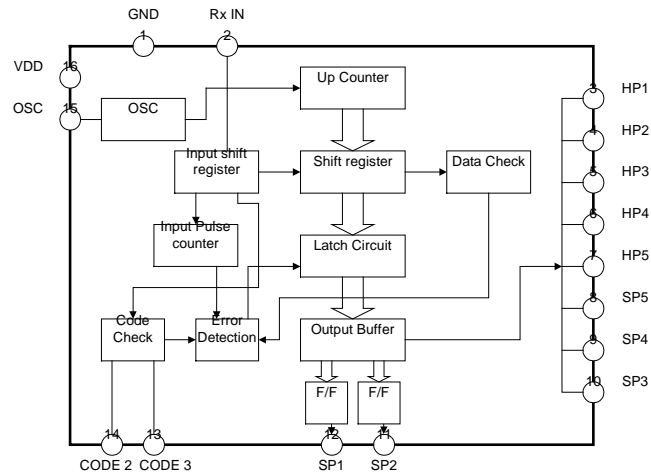 GND
Rx IN
1
2
VDD
16
OSC
15
OSC
Up Counter
3
HP1
4
HP2
Input shift
register
Shift register
Data Check
5
HP3
Input Pulse
counter
6
HP4
Latch Circuit
7
HP5
8
SP5
Code
Check
Error
Detection
Output Buffer
9
SP4
10
SP3
F/F
F/F
14
13
12
11
CODE 2
CODE 3
SP1
SP2